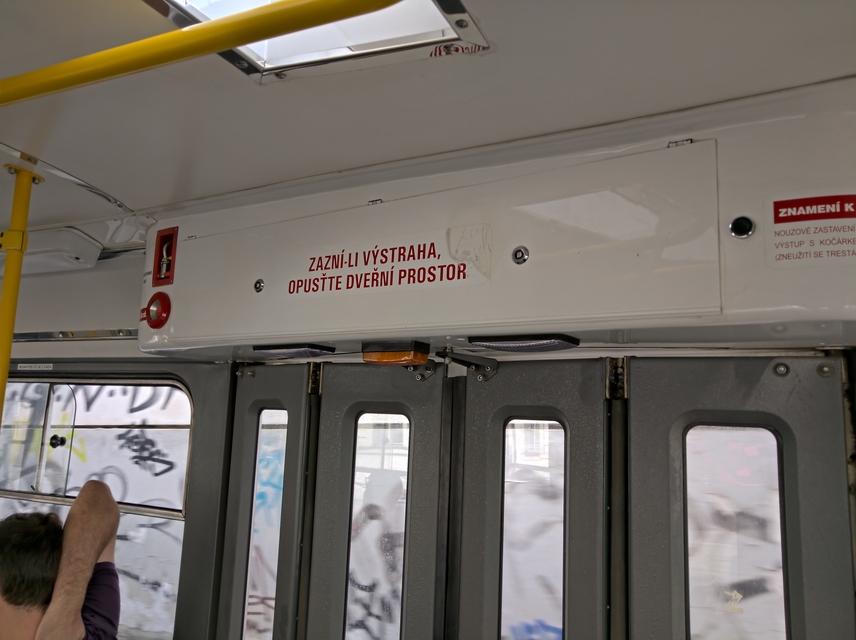 ZAZNÍ-LI VÝSTRAHA,
OPUSŤTE DVEŘNÍ PROSTOR
ZNAMENÍ K
NOUZOVÉ ZASTAVENÍ
VÝSTUP S KOČÁRK
(ZNEUŽITÍ SE TRESTÁ